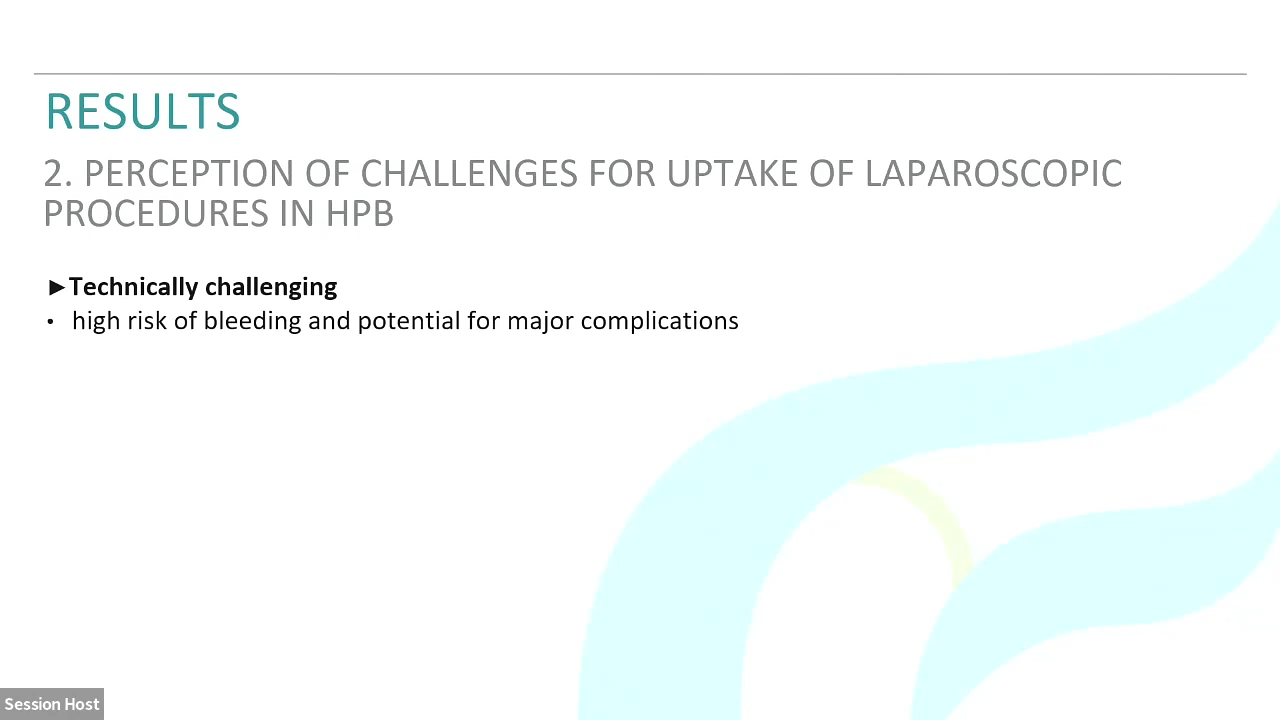 RESULTS
2. PERCEPTION OF CHALLENGES FOR UPTAKE OF LAPAROSCOPIC
PROCEDURES IN HPB
►Technically challenging
• high risk of bleeding and potential for major complications
Session Host